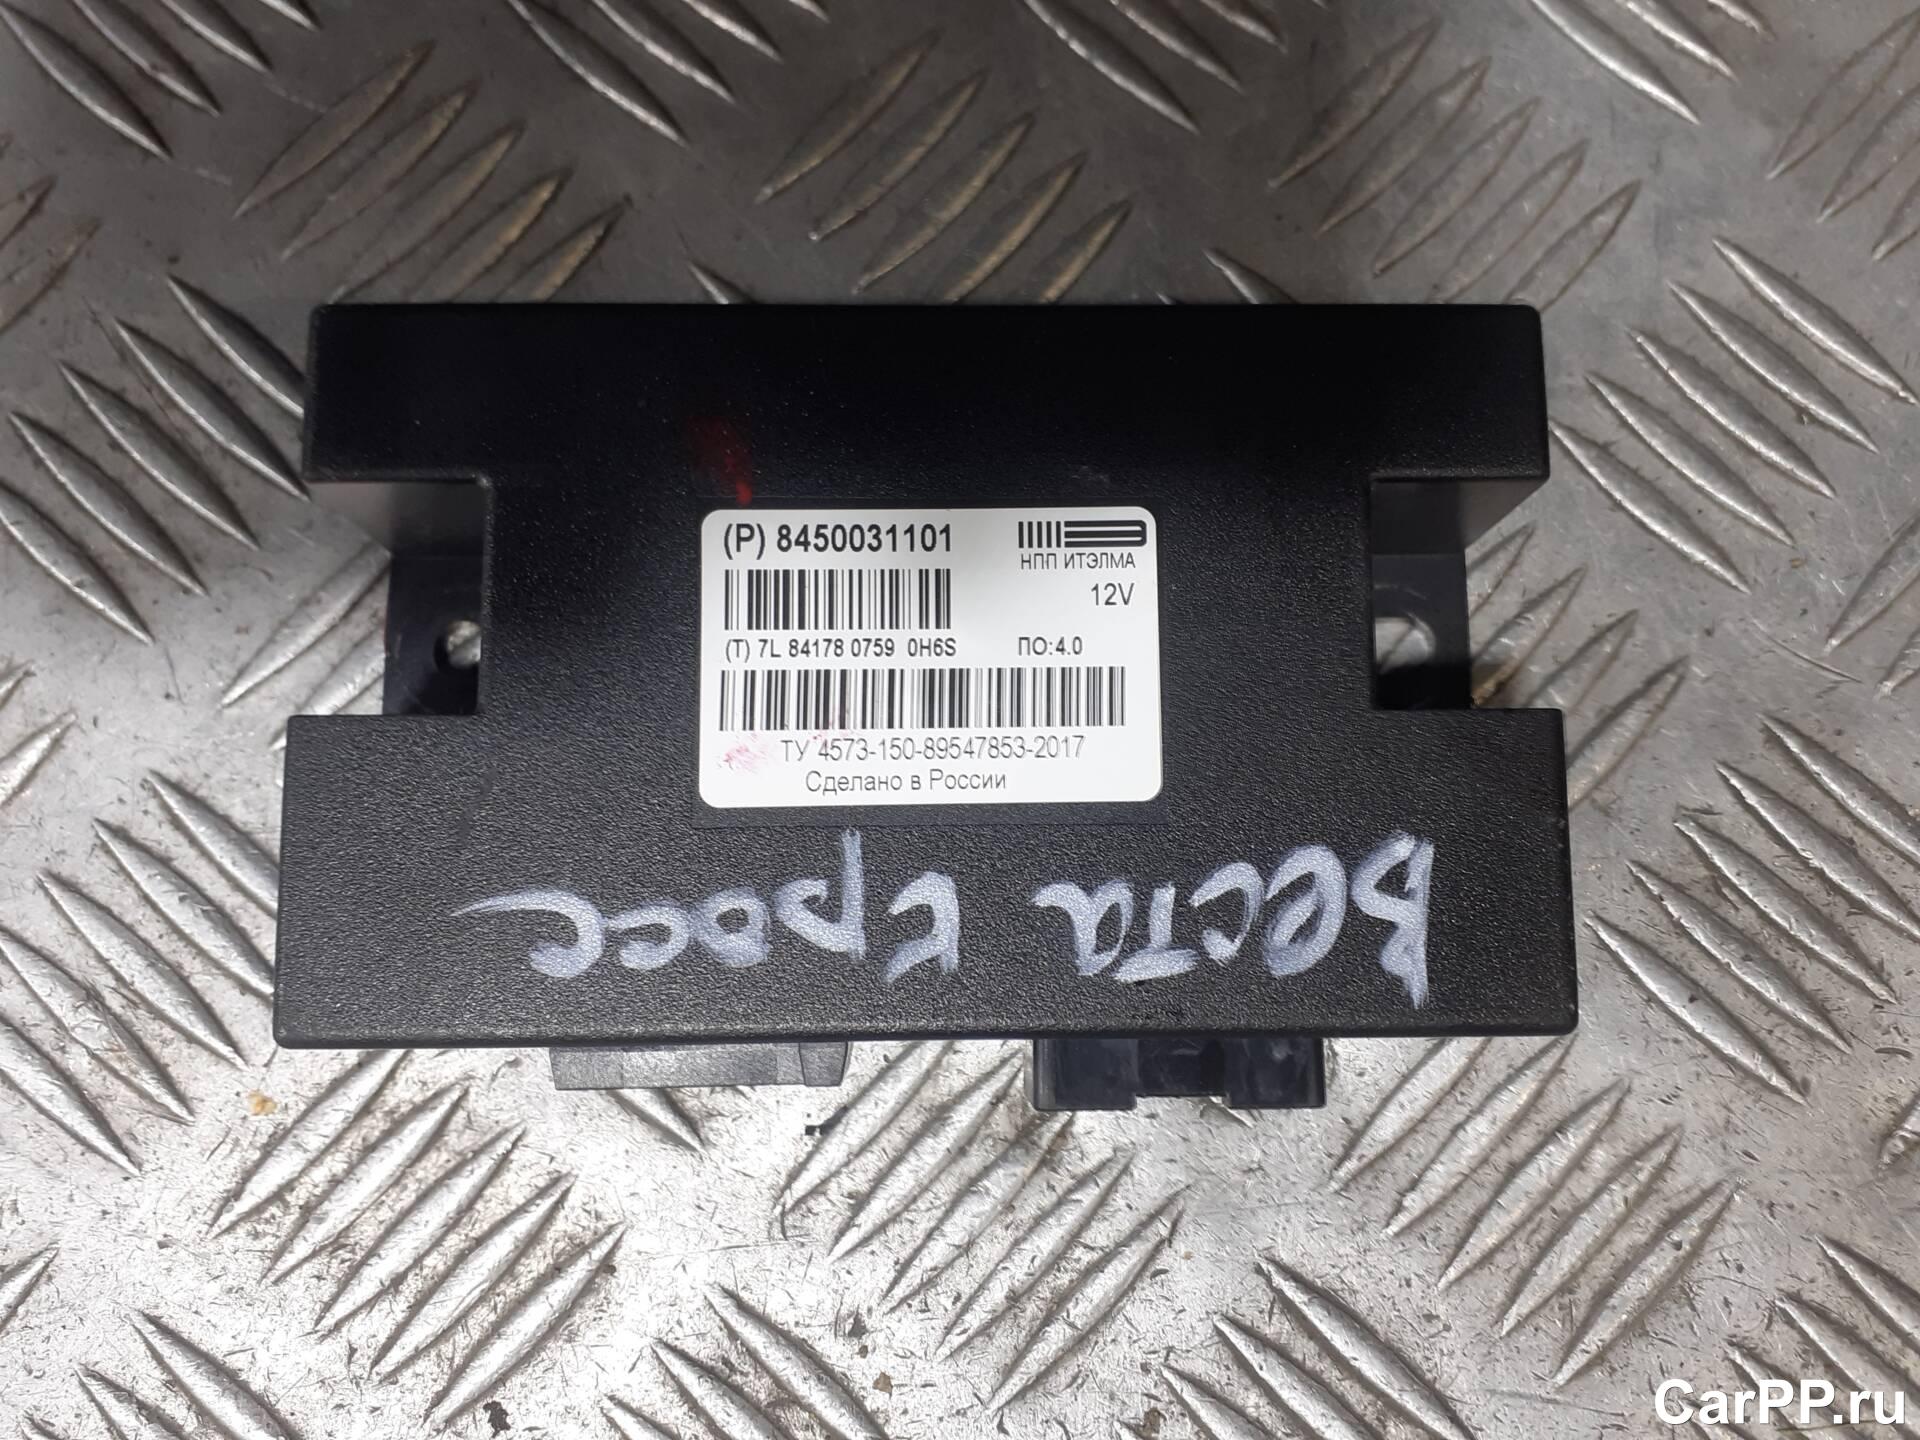 (P) 8450031101
НПП ИТЭЛМА
12V
(T) 7L 84178 0759 0H6S ПО:4.0
ТУ 4573-150-89547853-2017
Сделано в России
Веста Кросс
CarPP.ru